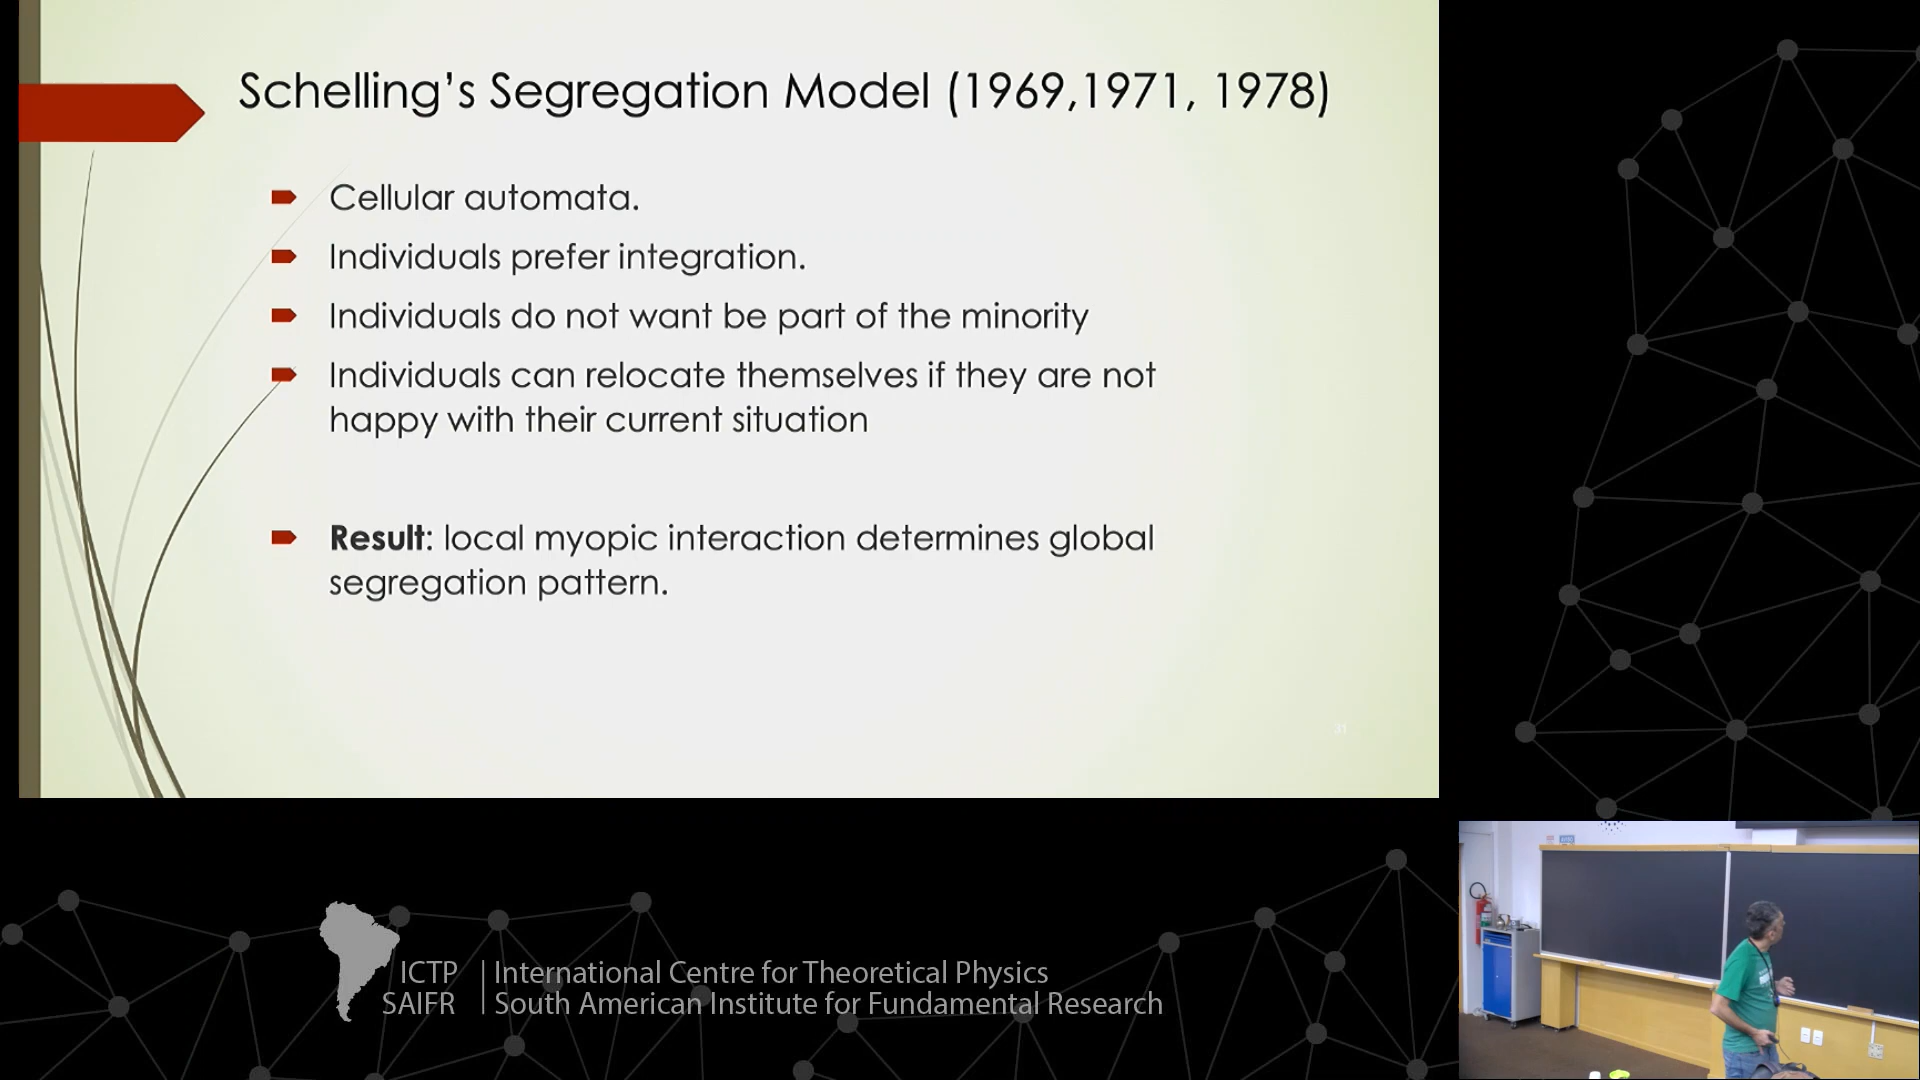 Schelling's Segregation Model (1969,1971, 1978)
Cellular automata.
Individuals prefer integration.
Individuals do not want be part of the minority
Individuals can relocate themselves if they are not
happy with their current situation
Result: local myopic interaction determines global
segregation pattern.
31
ICTP
SAIFR
International Centre for Theoretical Physics
South American Institute for Fundamental Research